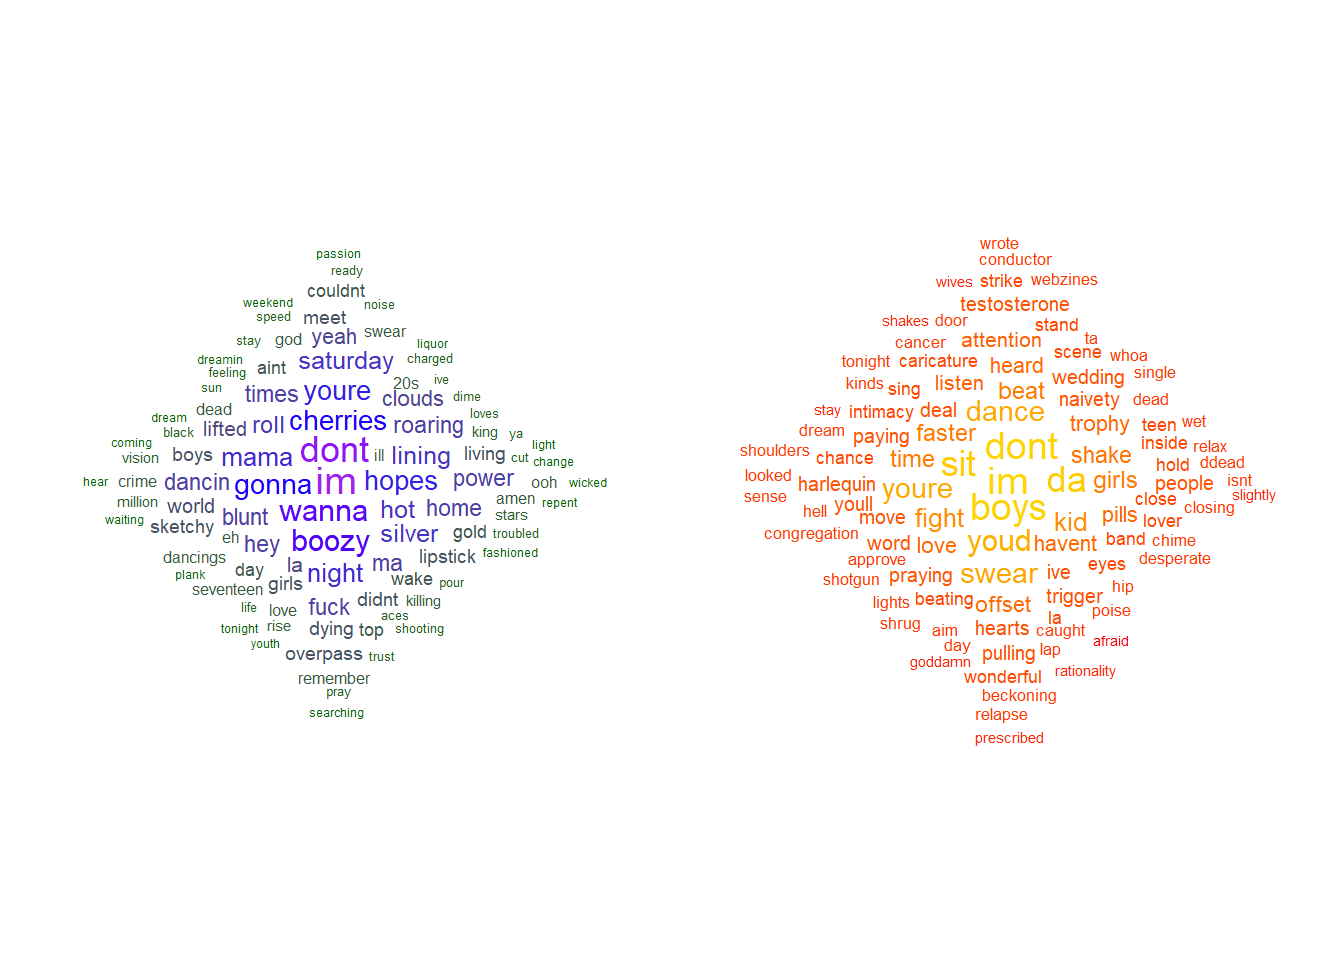 passion
ready
couldnt
weekend
noise
speed
meet
stay
god
yeah
swear
liquor
dreamin
feeling
aint
saturday
charged
sun
times
youre
20s
ive
clouds
dime
dead
dream
black
lifted
roll
cherries
roaring
loves
king
ya
coming
vision
boys
mama
dont
ill
lining
living
cut
light
change
hear
crime
dancin
gonna
im
hopes
power
ooh
wicked
million
waiting
world
sketchy
blunt
wanna
hot
home
amen
stars
repent
eh
hey
boozy
silver
gold
troubled
dancings
day
la
night
ma
lipstick
fashioned
plank
seventeen
girls
wake
pour
life
love
fuck
didnt
killing
aces
tonight
rise
dying
top
shooting
youth
overpass
trust
remember
pray
searching
wrote
conductor
wives
strike
webzines
testosterone
shakes
door
stand
cancer
attention
ta
tonight
caricature
heard
scene
whoa
kinds
sing
listen
beat
wedding
single
stay
intimacy
deal
dance
naivety
dead
dream
paying
faster
dont
trophy
teen
wet
shoulders
chance
time
sit
shake
inside
relax
looked
harlequin
youre
im
da
girls
people
hold
ddead
isnt
sense
hell
youll
boys
close
slightly
closing
congregation
move
fight
kid
pills
lover
word
love
youd
havent
band
chime
approve
shotgun
praying
swear
ive
eyes
desperate
lights
beating
offset
trigger
hip
shrug
aim
hearts
la
caught
poise
afraid
day
goddamn
pulling
lap
wonderful
rationality
beckoning
relapse
prescribed